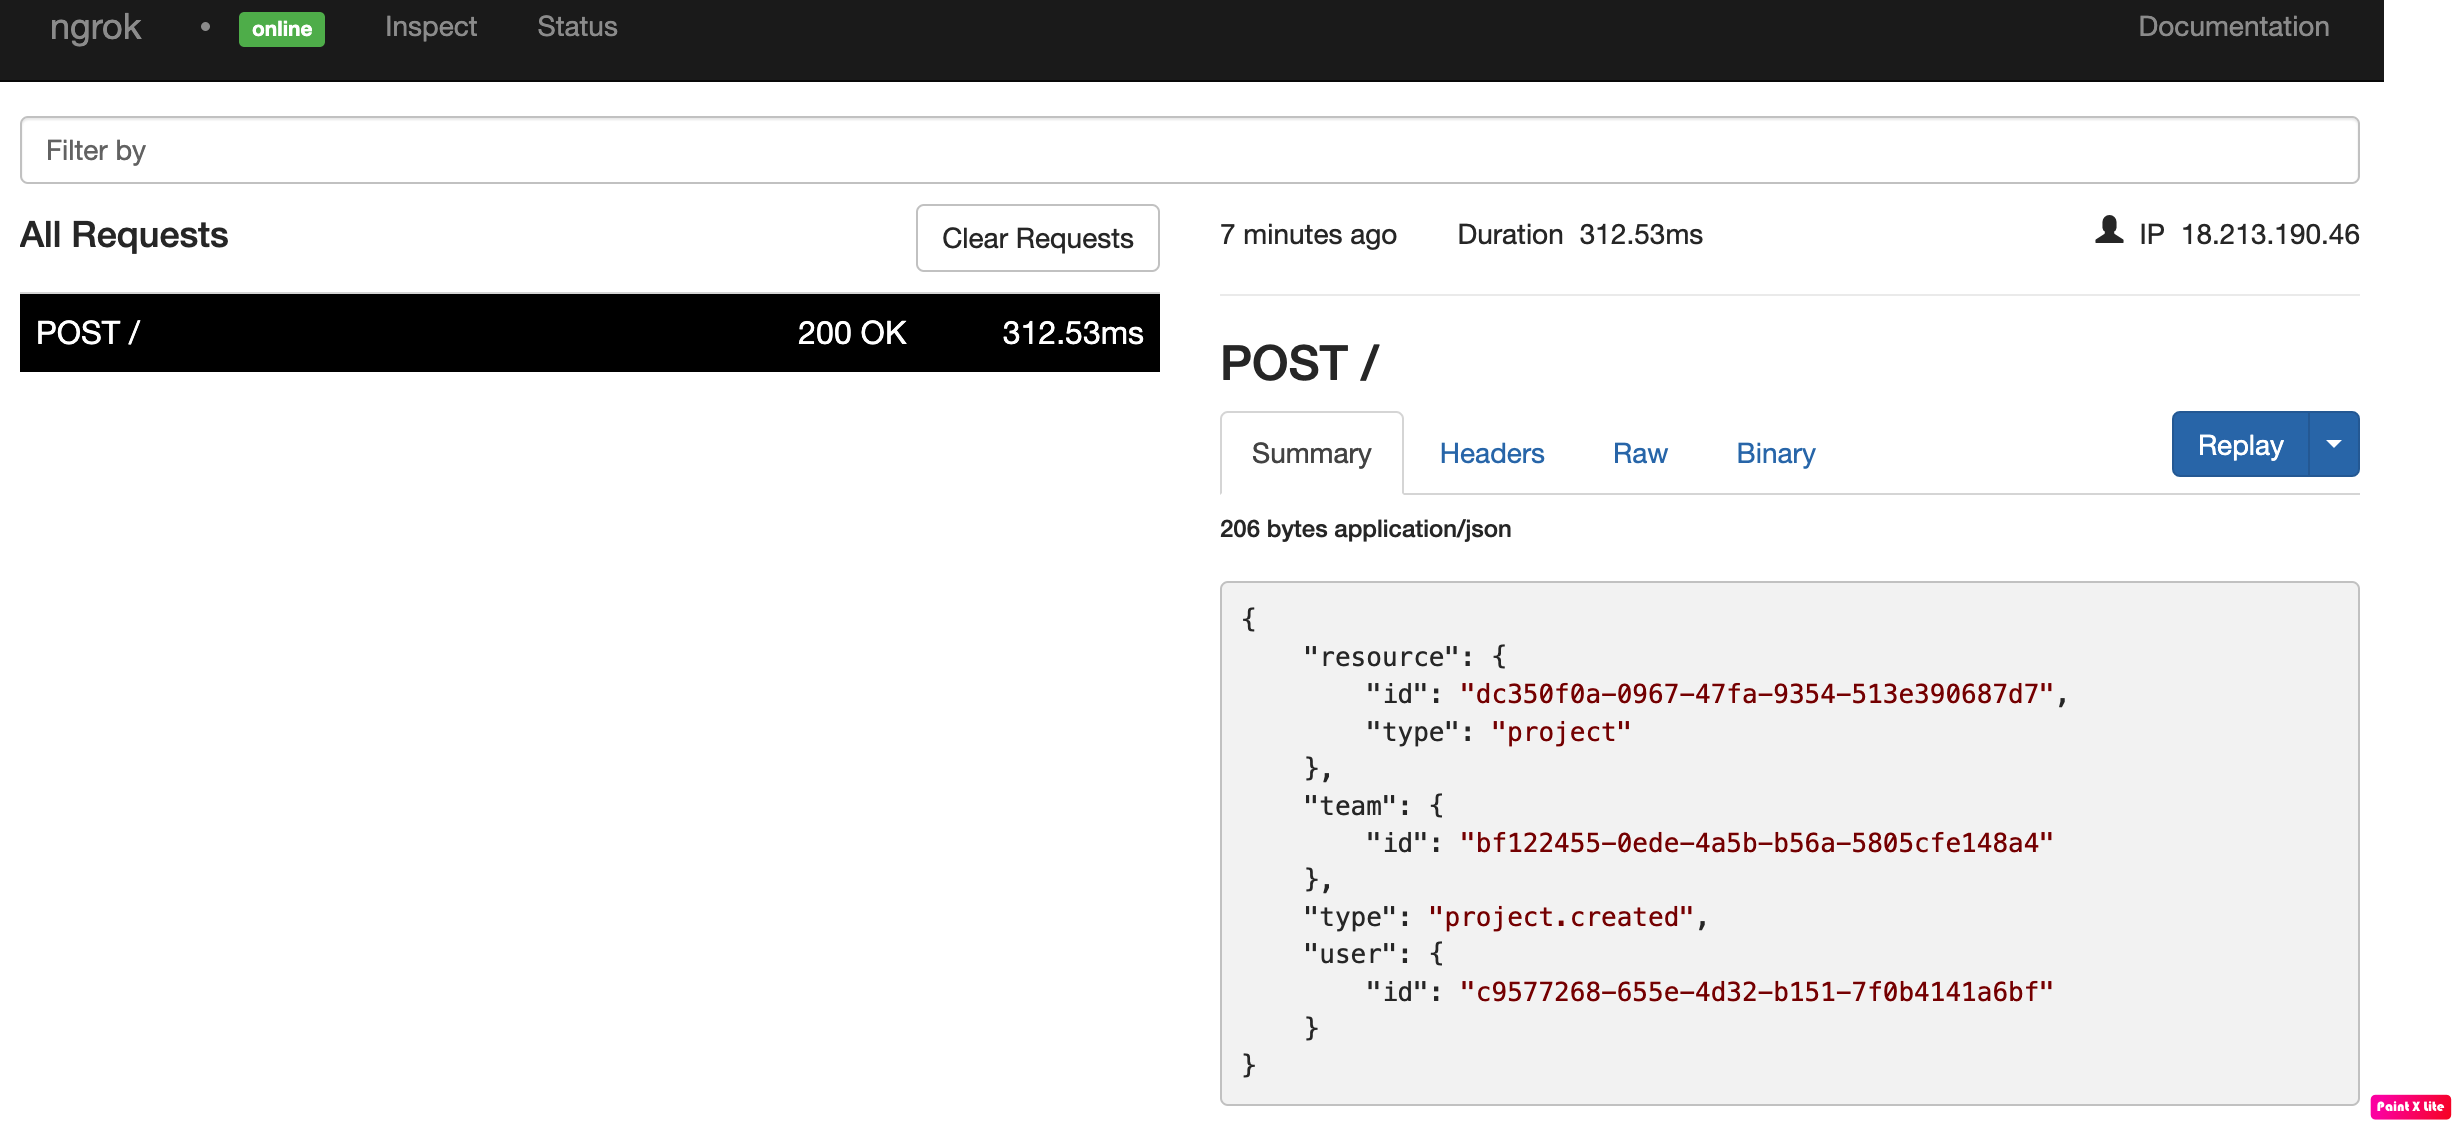 ngrok • online Inspect Status Documentation
Filter by
All Requests Clear Requests
POST / 200 OK 312.53ms
7 minutes ago Duration 312.53ms IP 18.213.190.46
POST /
Summary Headers Raw Binary Replay
206 bytes application/json
{
    "resource": {
        "id": "dc350f0a-0967-47fa-9354-513e390687d7",
        "type": "project"
    },
    "team": {
        "id": "bf122455-0ede-4a5b-b56a-5805cfe148a4"
    },
    "type": "project.created",
    "user": {
        "id": "c9577268-655e-4d32-b151-7f0b4141a6bf"
    }
}
Paint X Lite